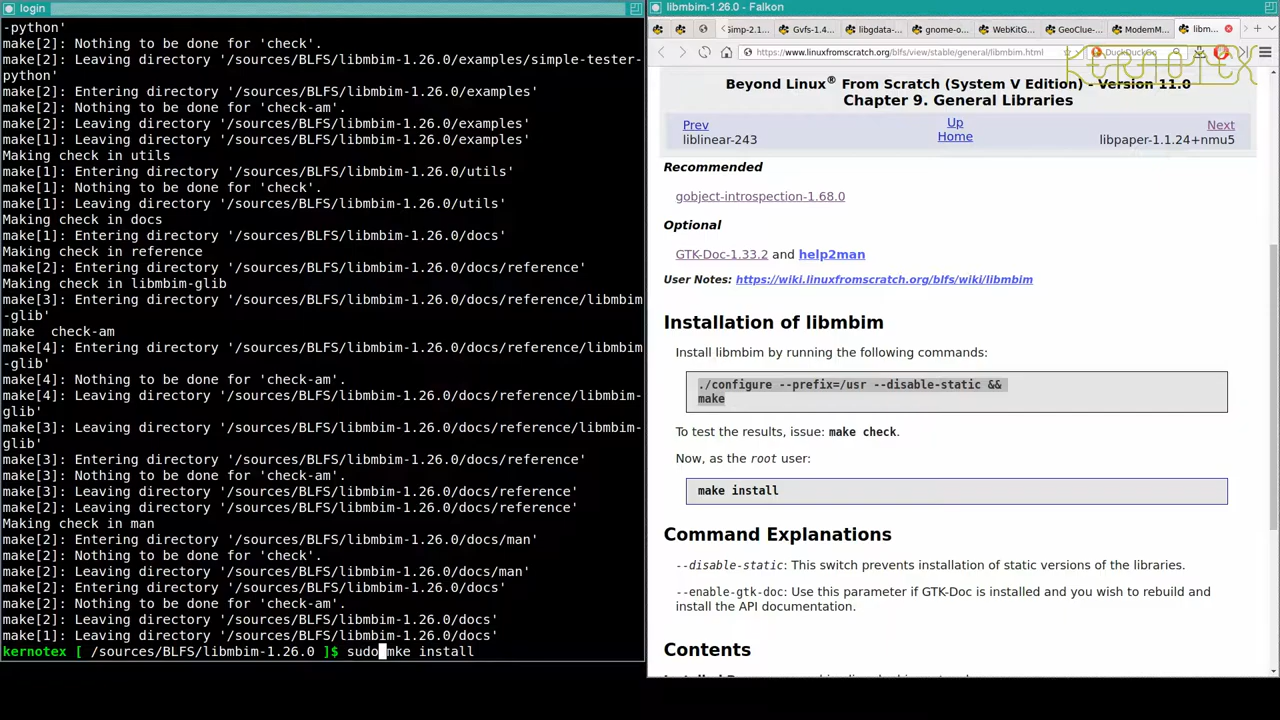 login
-python'
make[2]: Nothing to be done for 'check'.
make[2]: Leaving directory '/sources/BLFS/libmbim-1.26.0/examples/simple-tester-
python'
make[2]: Entering directory '/sources/BLFS/libmbim-1.26.0/examples'
make[2]: Nothing to be done for 'check-am'.
make[2]: Leaving directory '/sources/BLFS/libmbim-1.26.0/examples'
make[1]: Leaving directory '/sources/BLFS/libmbim-1.26.0/examples'
Making check in utils
make[1]: Entering directory '/sources/BLFS/libmbim-1.26.0/utils'
make[1]: Nothing to be done for 'check'.
make[1]: Leaving directory '/sources/BLFS/libmbim-1.26.0/utils'
Making check in docs
make[1]: Entering directory '/sources/BLFS/libmbim-1.26.0/docs'
Making check in reference
make[2]: Entering directory '/sources/BLFS/libmbim-1.26.0/docs/reference'
Making check in libmbim-glib
make[3]: Entering directory '/sources/BLFS/libmbim-1.26.0/docs/reference/libmbim
-glib'
make  check-am
make[4]: Entering directory '/sources/BLFS/libmbim-1.26.0/docs/reference/libmbim
-glib'
make[4]: Nothing to be done for 'check-am'.
make[4]: Leaving directory '/sources/BLFS/libmbim-1.26.0/docs/reference/libmbim-
glib'
make[3]: Leaving directory '/sources/BLFS/libmbim-1.26.0/docs/reference/libmbim-
glib'
make[3]: Entering directory '/sources/BLFS/libmbim-1.26.0/docs/reference'
make[3]: Nothing to be done for 'check-am'.
make[3]: Leaving directory '/sources/BLFS/libmbim-1.26.0/docs/reference'
make[2]: Leaving directory '/sources/BLFS/libmbim-1.26.0/docs/reference'
Making check in man
make[2]: Entering directory '/sources/BLFS/libmbim-1.26.0/docs/man'
make[2]: Nothing to be done for 'check'.
make[2]: Leaving directory '/sources/BLFS/libmbim-1.26.0/docs/man'
make[2]: Entering directory '/sources/BLFS/libmbim-1.26.0/docs'
make[2]: Nothing to be done for 'check-am'.
make[2]: Leaving directory '/sources/BLFS/libmbim-1.26.0/docs'
make[1]: Leaving directory '/sources/BLFS/libmbim-1.26.0/docs'
kernotex [ /sources/BLFS/libmbim-1.26.0 ]$ sudo mke install
libmbim-1.26.0 - Falkon
Gvfs-1.4... libgdata-... gnome-o... WebKitG... GeoClue-... ModemM... libm...
https://www.linuxfromscratch.org/blfs/view/stable/general/libmbim.html DuckDuckGo
KERNOTEX
Beyond Linux® From Scratch (System V Edition) - Version 11.0
Chapter 9. General Libraries
Prev Up Next
liblinear-243 Home libpaper-1.1.24+nmu5
Recommended
gobject-introspection-1.68.0
Optional
GTK-Doc-1.33.2 and help2man
User Notes: https://wiki.linuxfromscratch.org/blfs/wiki/libmbim
Installation of libmbim
Install libmbim by running the following commands:
./configure --prefix=/usr --disable-static &&
make
To test the results, issue: make check.
Now, as the root user:
make install
Command Explanations
--disable-static: This switch prevents installation of static versions of the libraries.
--enable-gtk-doc: Use this parameter if GTK-Doc is installed and you wish to rebuild and
install the API documentation.
Contents